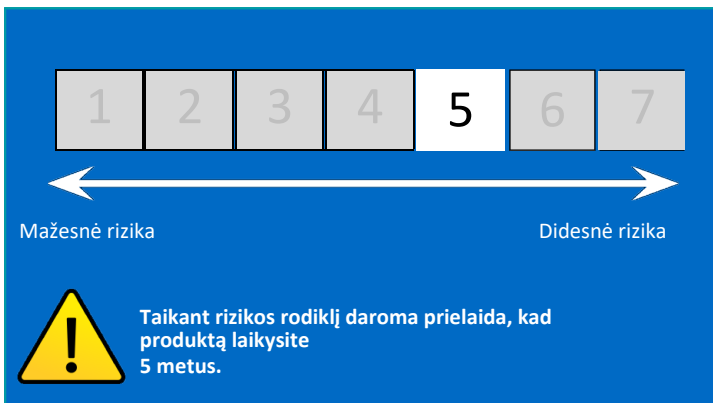 1 2 3 4 5 6 7
Mažesnė rizika Didesnė rizika
Taikant rizikos rodiklį daroma prielaida, kad
produktą laikysite
5 metus.